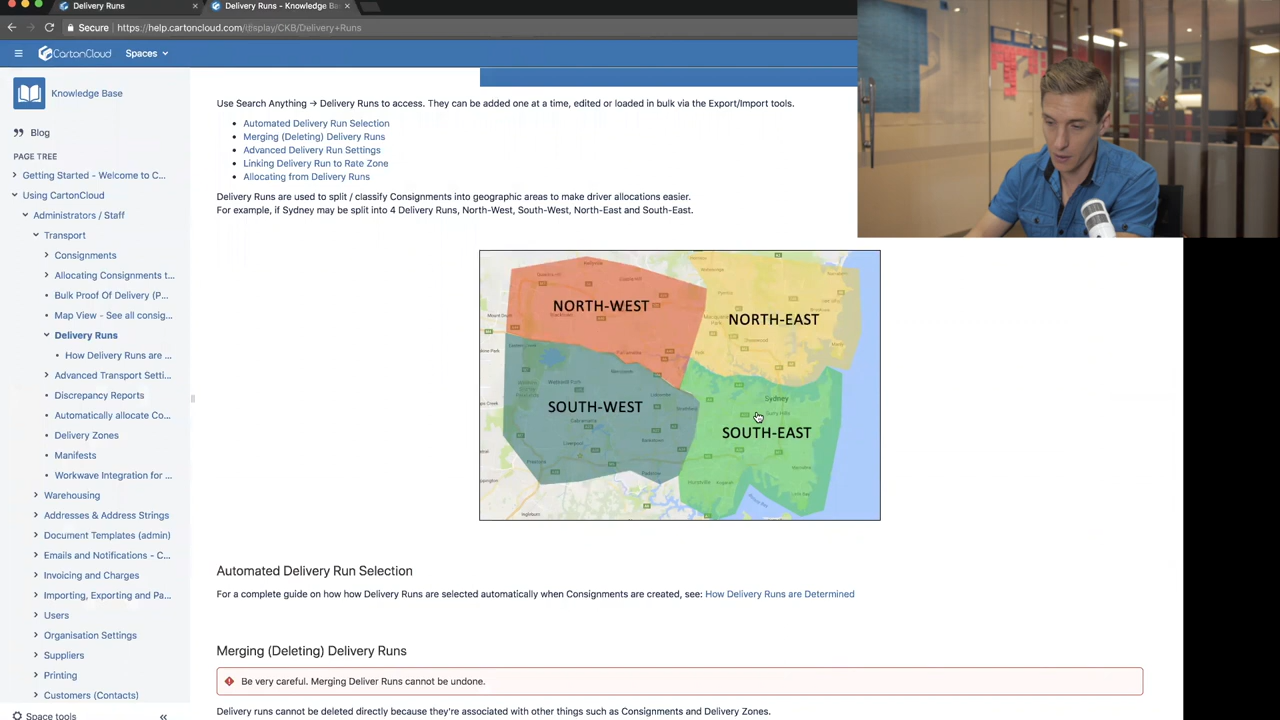 Delivery Runs
Delivery Runs - Knowledge Ba
Secure
https://help.cartoncloud.com/display/CKB/Delivery+Runs
CartonCloud
Spaces
Knowledge Base
Blog
PAGE TREE
Getting Started - Welcome to C...
Using CartonCloud
Administrators / Staff
Transport
Consignments
Allocating Consignments t...
Bulk Proof Of Delivery (P...
Map View - See all consig...
Delivery Runs
How Delivery Runs are ...
Advanced Transport Setti...
Discrepancy Reports
Automatically allocate Co...
Delivery Zones
Manifests
Workwave Integration for ...
Warehousing
Addresses & Address Strings
Document Templates (admin)
Emails and Notifications - C...
Invoicing and Charges
Importing, Exporting and Pa...
Users
Organisation Settings
Suppliers
Printing
Customers (Contacts)
Space tools
Use Search Anything → Delivery Runs to access. They can be added one at a time, edited or loaded in bulk via the Export/Import tools.
Automated Delivery Run Selection
Merging (Deleting) Delivery Runs
Advanced Delivery Run Settings
Linking Delivery Run to Rate Zone
Allocating from Delivery Runs
Delivery Runs are used to split / classify Consignments into geographic areas to make driver allocations easier.
For example, if Sydney may be split into 4 Delivery Runs, North-West, South-West, North-East and South-East.
NORTH-WEST
NORTH-EAST
Sydney
SOUTH-WEST
SOUTH-EAST
Automated Delivery Run Selection
For a complete guide on how how Delivery Runs are selected automatically when Consignments are created, see: How Delivery Runs are Determined
Merging (Deleting) Delivery Runs
Be very careful. Merging Deliver Runs cannot be undone.
Delivery runs cannot be deleted directly because they're associated with other things such as Consignments and Delivery Zones.